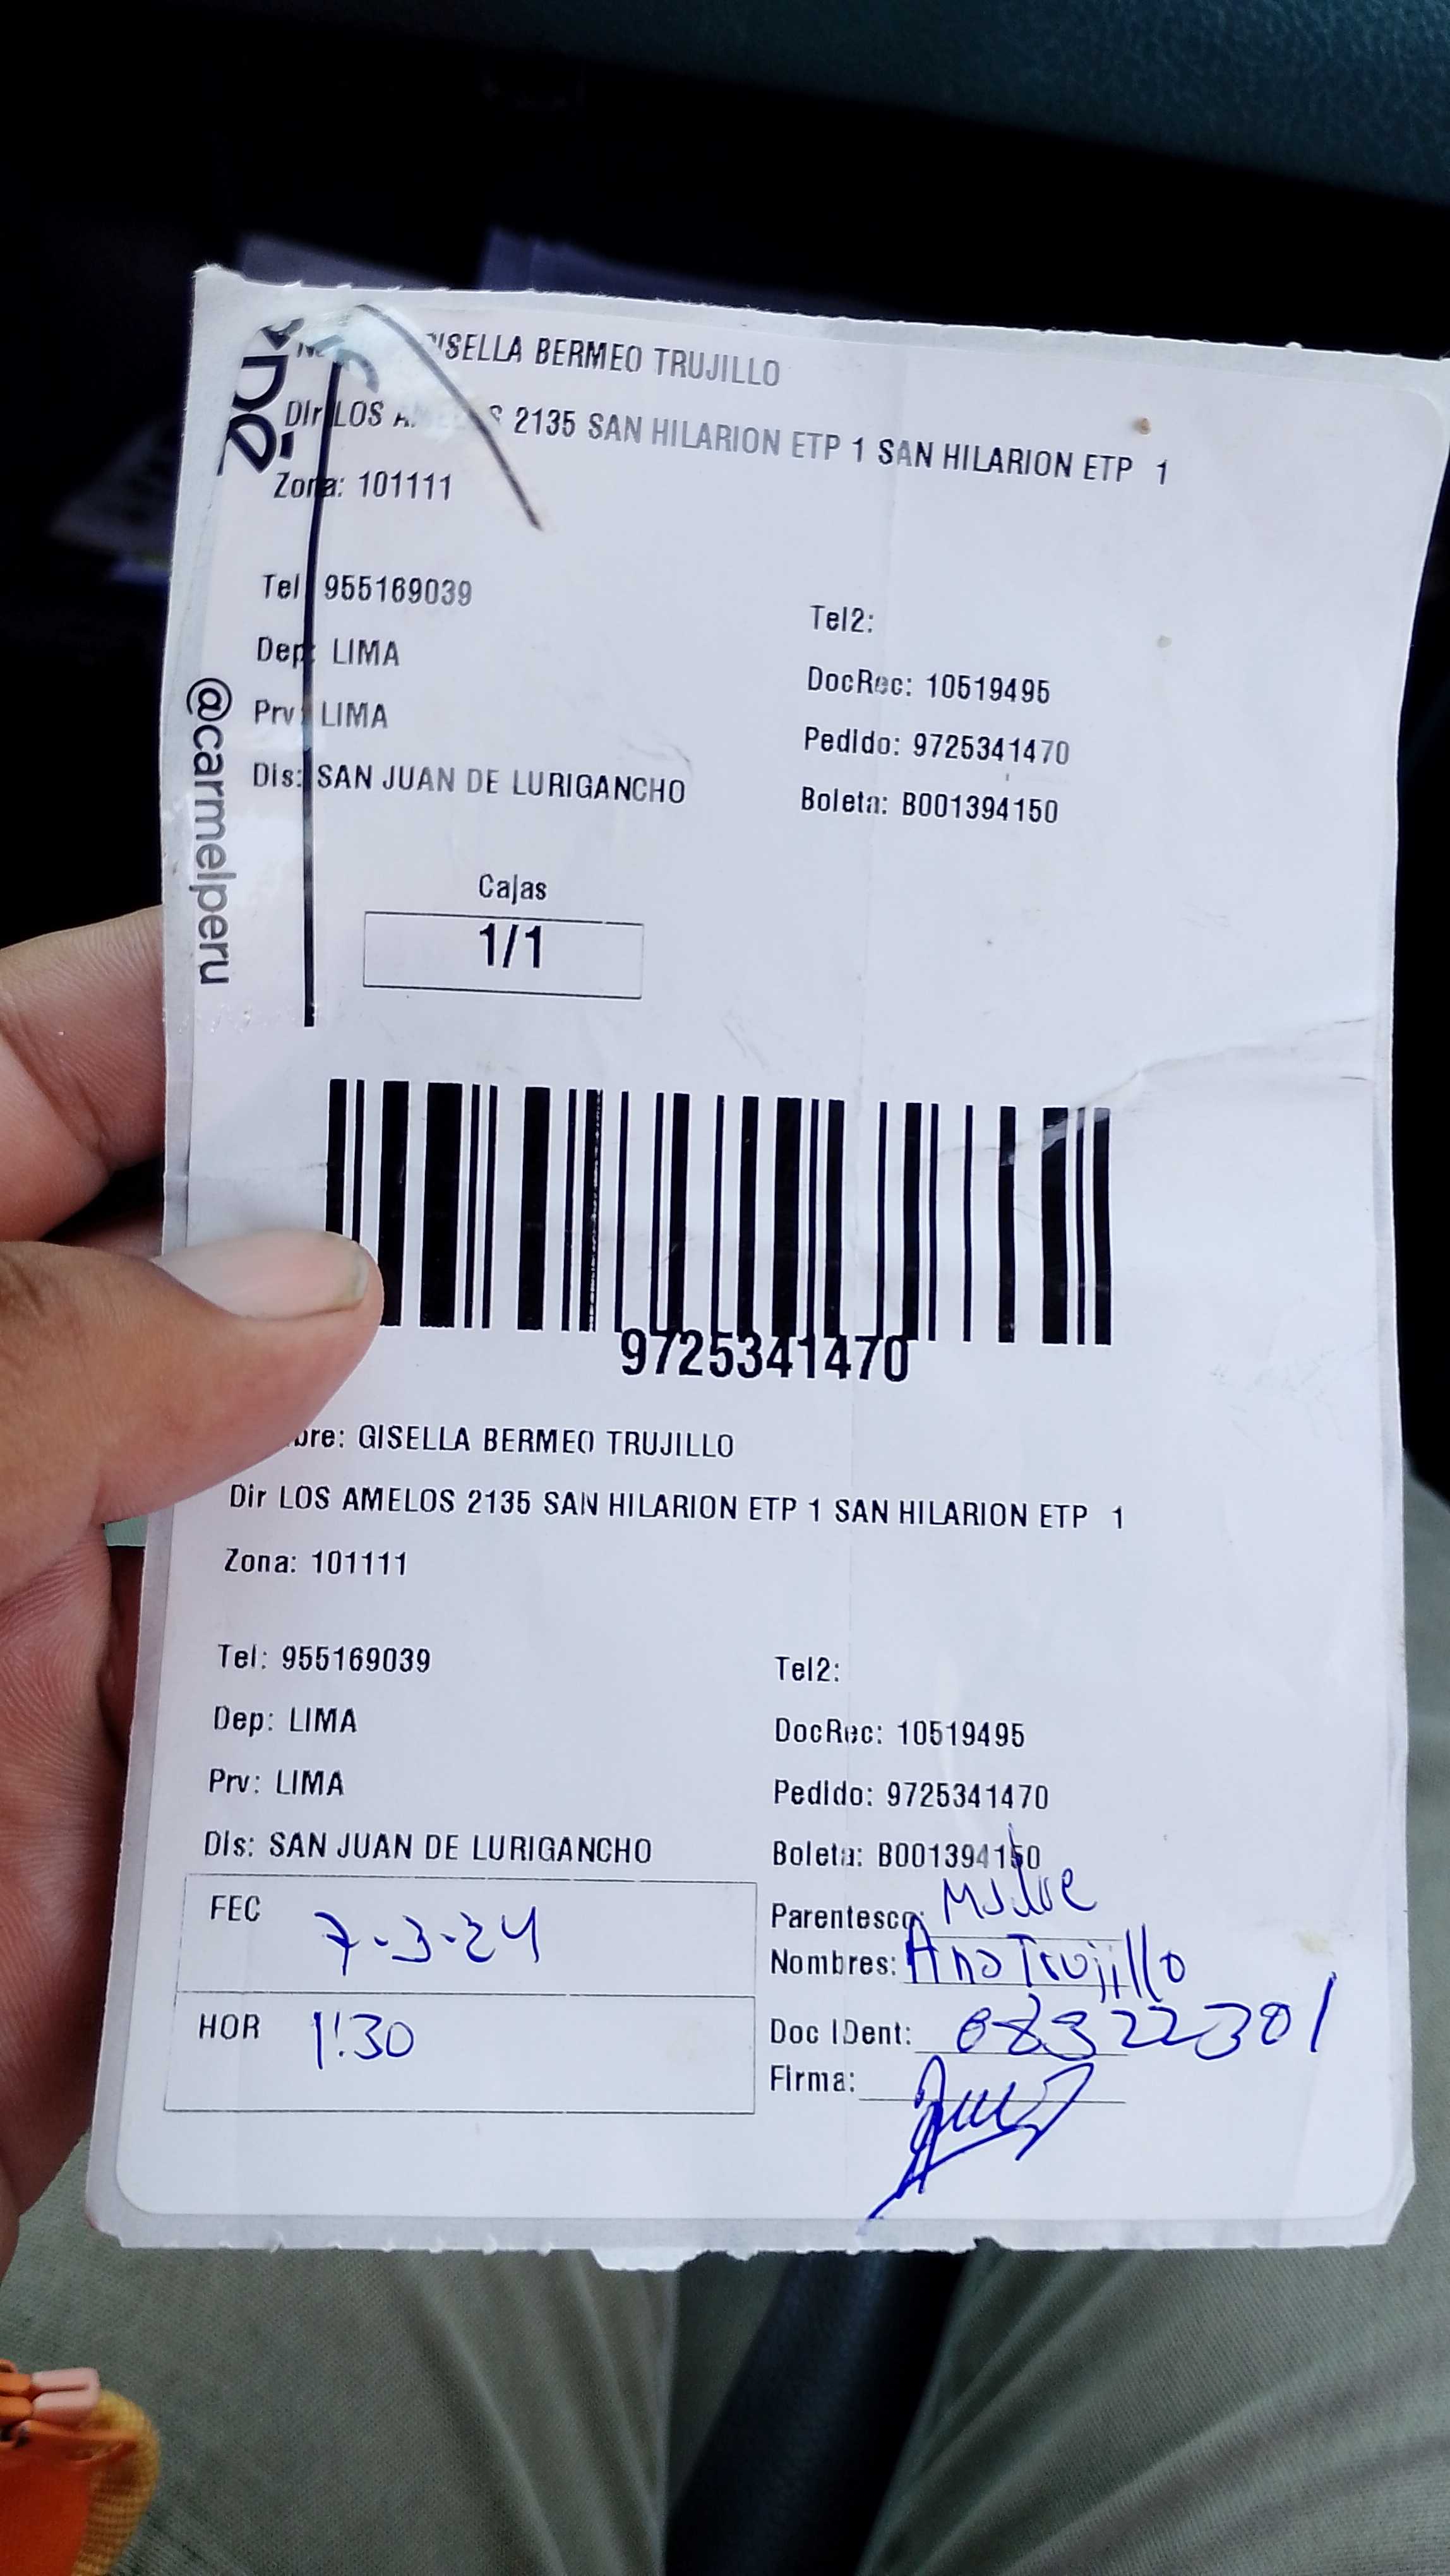 GISELLA BERMEO TRUJILLO
Dir LOS 2135 SAN HILARION ETP 1 SAN HILARION ETP 1
Zona: 101111
Tel 955169039
Tel2:
Dep: LIMA
DocRec: 10519495
Prv: LIMA
Pedido: 9725341470
Dis: SAN JUAN DE LURIGANCHO
Boleta: B001394150
@carmelperu
Cajas
1/1
9725341470
bre: GISELLA BERMEO TRUJILLO
Dir LOS AMELOS 2135 SAN HILARION ETP 1 SAN HILARION ETP 1
Zona: 101111
Tel: 955169039
Tel2:
Dep: LIMA
DocRec: 10519495
Prv: LIMA
Pedido: 9725341470
Dis: SAN JUAN DE LURIGANCHO
Boleta: B001394150
FEC 7-3-24
Parentesco: Madre
Nombres: Ana Trujillo
HOR 1:30
Doc IDent: 08322301
Firma: